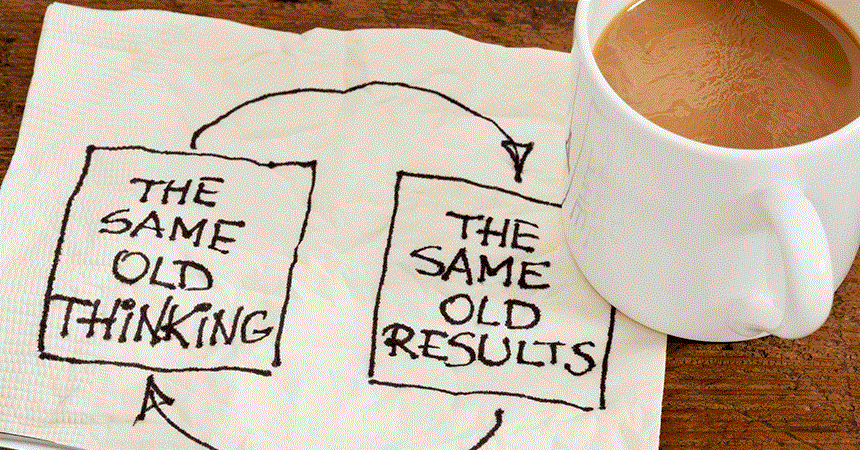 THE
SAME
OLD
THiNKiNG
THE
SAME
OLD
RESULTS